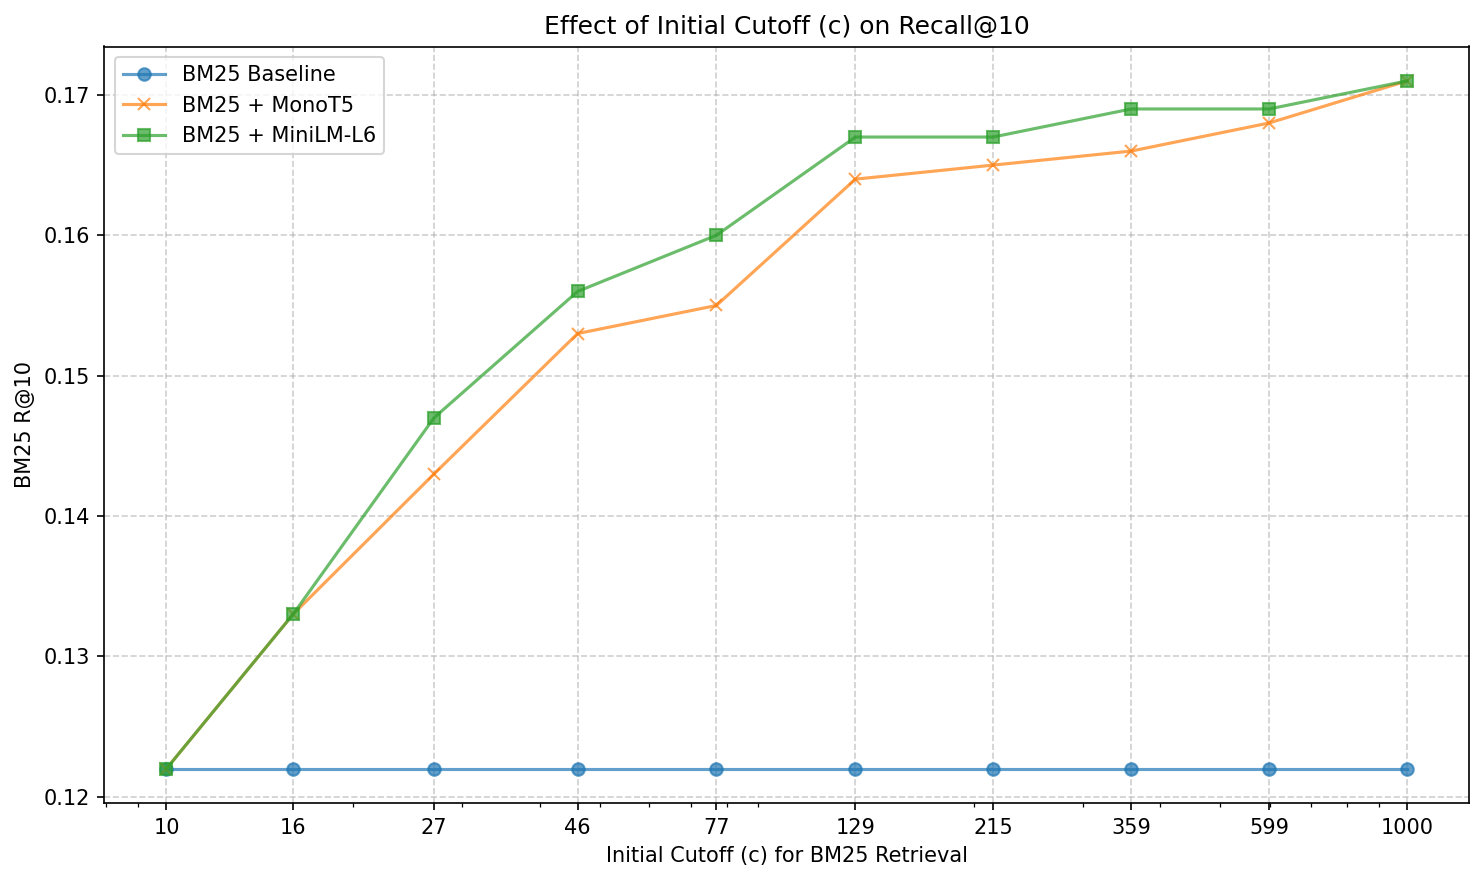 Effect of Initial Cutoff (c) on Recall@10
BM25 Baseline
BM25 + MonoT5
BM25 + MiniLM-L6
BM25 R@10
0.17
0.16
0.15
0.14
0.13
0.12
10 16 27 46 77 129 215 359 599 1000
Initial Cutoff (c) for BM25 Retrieval